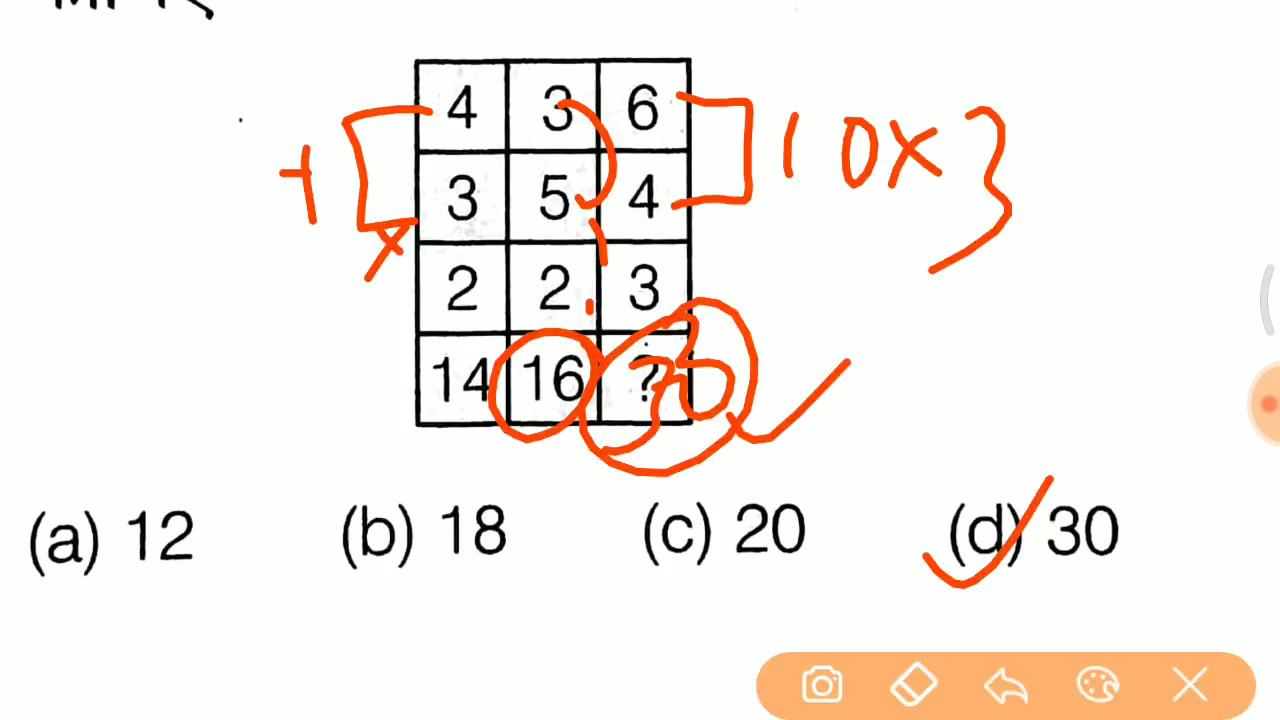 4 3 6
+ 3 5 4 10x3
x
2 2 3
14 16 ? 30
(a) 12 (b) 18 (c) 20 (d) 30